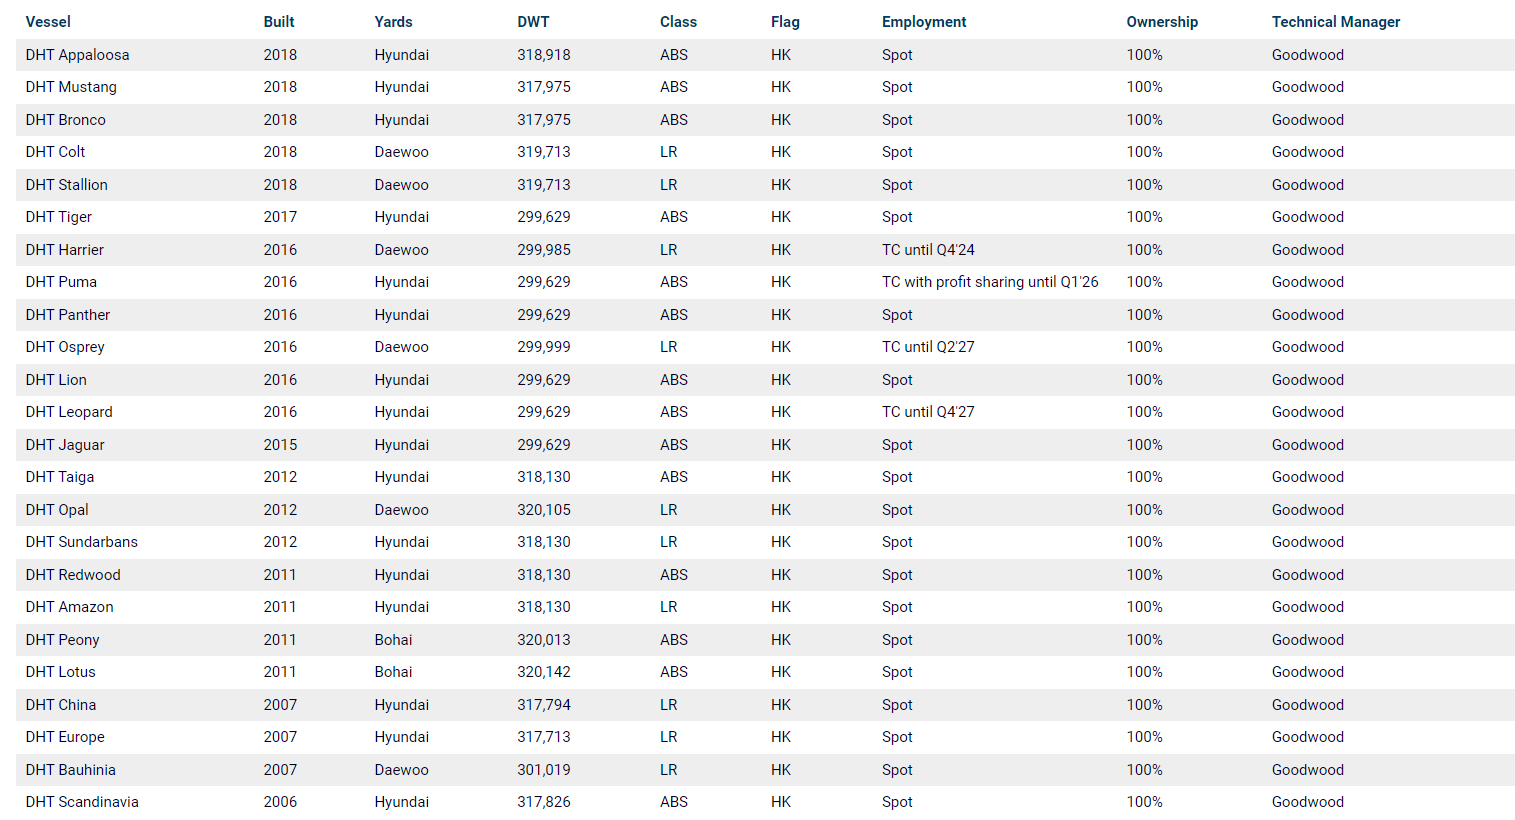 Vessel Built Yards DWT Class Flag Employment Ownership Technical Manager
DHT Appaloosa 2018 Hyundai 318,918 ABS HK Spot 100% Goodwood
DHT Mustang 2018 Hyundai 317,975 ABS HK Spot 100% Goodwood
DHT Bronco 2018 Hyundai 317,975 ABS HK Spot 100% Goodwood
DHT Colt 2018 Daewoo 319,713 LR HK Spot 100% Goodwood
DHT Stallion 2018 Daewoo 319,713 LR HK Spot 100% Goodwood
DHT Tiger 2017 Hyundai 299,629 ABS HK Spot 100% Goodwood
DHT Harrier 2016 Daewoo 299,985 LR HK TC until Q4'24 100% Goodwood
DHT Puma 2016 Hyundai 299,629 ABS HK TC with profit sharing until Q1'26 100% Goodwood
DHT Panther 2016 Hyundai 299,629 ABS HK Spot 100% Goodwood
DHT Osprey 2016 Daewoo 299,999 LR HK TC until Q2'27 100% Goodwood
DHT Lion 2016 Hyundai 299,629 ABS HK Spot 100% Goodwood
DHT Leopard 2016 Hyundai 299,629 ABS HK TC until Q4'27 100% Goodwood
DHT Jaguar 2015 Hyundai 299,629 ABS HK Spot 100% Goodwood
DHT Taiga 2012 Hyundai 318,130 ABS HK Spot 100% Goodwood
DHT Opal 2012 Daewoo 320,105 LR HK Spot 100% Goodwood
DHT Sundarbans 2012 Hyundai 318,130 LR HK Spot 100% Goodwood
DHT Redwood 2011 Hyundai 318,130 ABS HK Spot 100% Goodwood
DHT Amazon 2011 Hyundai 318,130 LR HK Spot 100% Goodwood
DHT Peony 2011 Bohai 320,013 ABS HK Spot 100% Goodwood
DHT Lotus 2011 Bohai 320,142 ABS HK Spot 100% Goodwood
DHT China 2007 Hyundai 317,794 LR HK Spot 100% Goodwood
DHT Europe 2007 Hyundai 317,713 LR HK Spot 100% Goodwood
DHT Bauhinia 2007 Daewoo 301,019 LR HK Spot 100% Goodwood
DHT Scandinavia 2006 Hyundai 317,826 ABS HK Spot 100% Goodwood